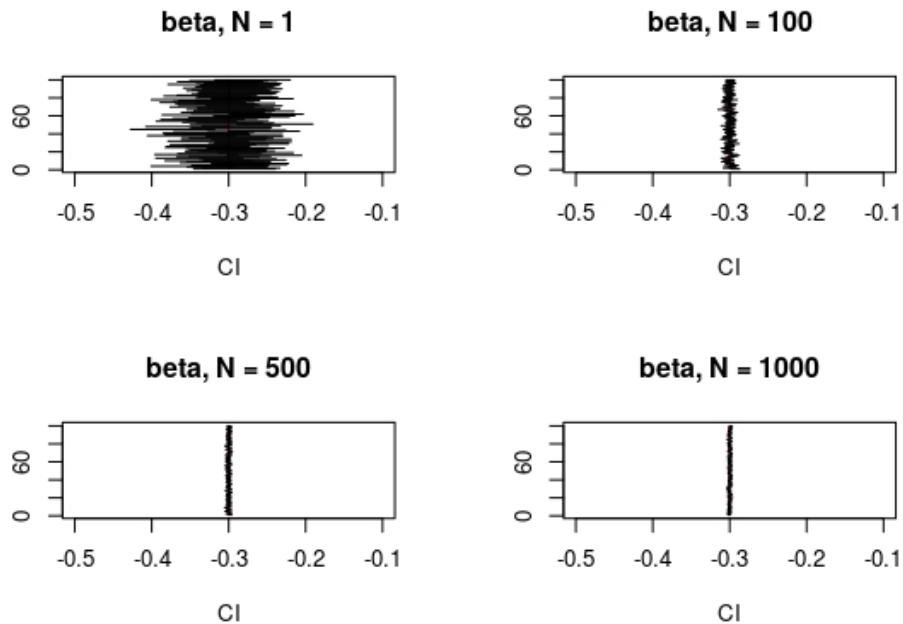 beta, N = 1
60
0
-0.5 -0.4 -0.3 -0.2 -0.1
CI
beta, N = 100
60
0
-0.5 -0.4 -0.3 -0.2 -0.1
CI
beta, N = 500
60
0
-0.5 -0.4 -0.3 -0.2 -0.1
CI
beta, N = 1000
60
0
-0.5 -0.4 -0.3 -0.2 -0.1
CI